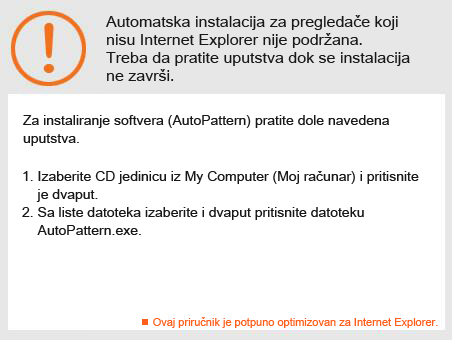 Automatska instalacija za pregledače koji
nisu Internet Explorer nije podržana.
Treba da pratite uputstva dok se instalacija
ne završi.
Za instaliranje softvera (AutoPattern) pratite dole navedena
uputstva.
1. Izaberite CD jedinicu iz My Computer (Moj računar) i pritisnite
je dvaput.
2. Sa liste datoteka izaberite i dvaput pritisnite datoteku
AutoPattern.exe.
Ovaj priručnik je potpuno optimizovan za Internet Explorer.